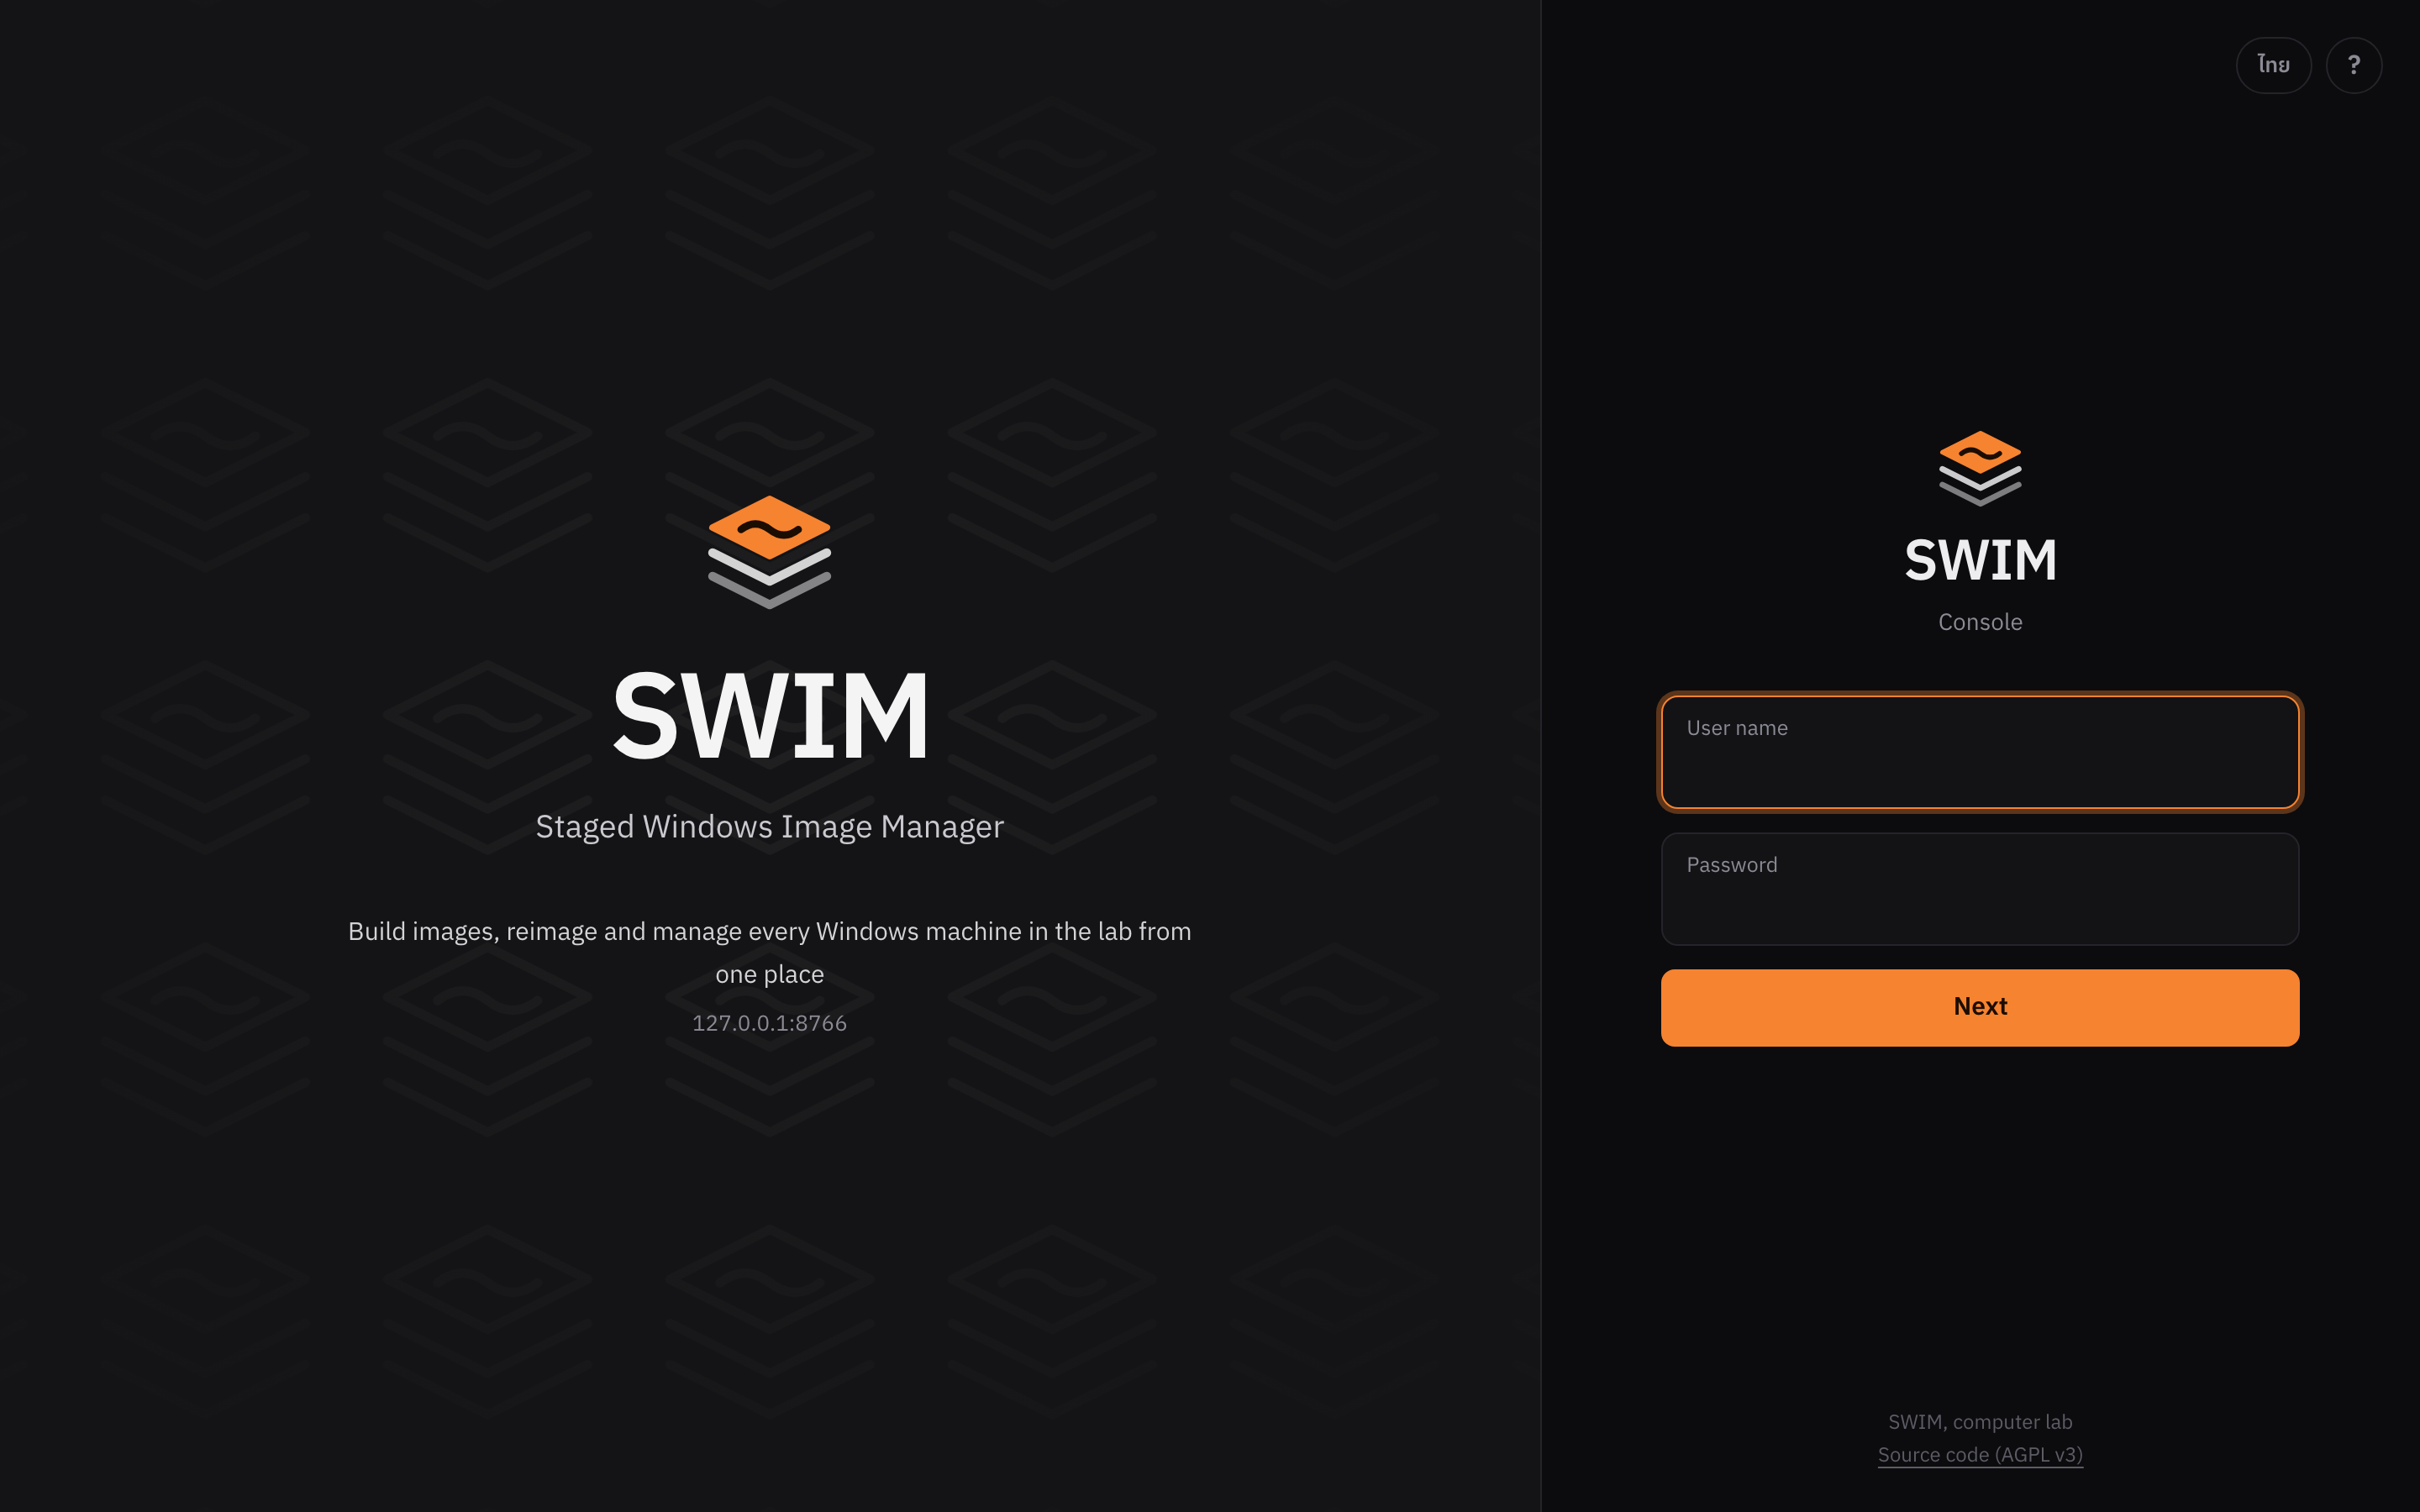 SWIM
Staged Windows Image Manager
Build images, reimage and manage every Windows machine in the lab from
one place
127.0.0.1:8766
ไทย
?
SWIM
Console
User name
Password
Next
SWIM, computer lab
Source code (AGPL v3)